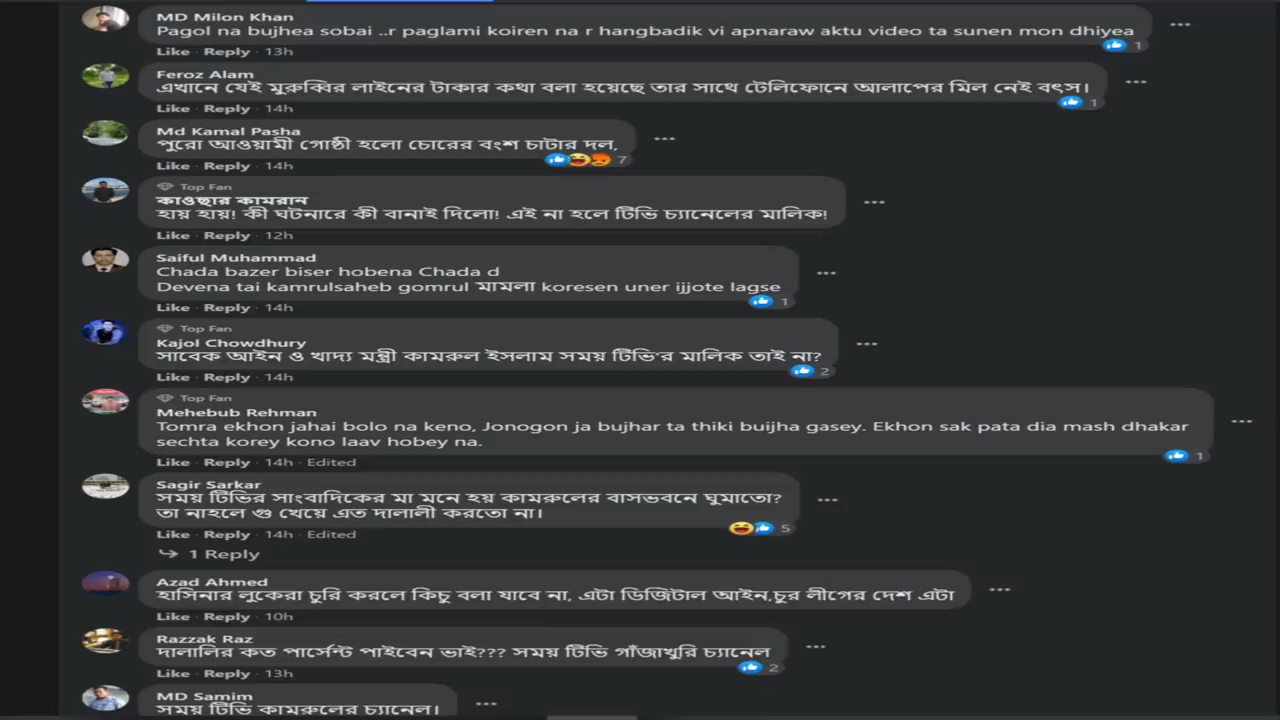 MD Milon Khan
Pagol na bujhea sobai ..r paglami koiren na r hangbadik vi apnaraw aktu video ta sunen mon dhiyea
1
Like · Reply · 13h
Feroz Alam
এখানে যেই মুরুব্বির লাইনের টাকার কথা বলা হয়েছে তার সাথে টেলিফোনে আলাপের মিল নেই বৎস।
1
Like · Reply · 14h
Md Kamal Pasha
পুরো আওয়ামী গোষ্ঠী হলো চোরের বংশ চাটার দল,
7
Like · Reply · 14h
Top Fan
কাওছার কামরান
হায় হায়! কী ঘটনারে কী বানাই দিলো! এই না হলে টিভি চ্যানেলের মালিক!
Like · Reply · 12h
Saiful Muhammad
Chada bazer biser hobena Chada d
Devena tai kamrulsaheb gomrul মামলা koresen uner ijjote lagse
1
Like · Reply · 14h
Top Fan
Kajol Chowdhury
সাবেক আইন ও খাদ্য মন্ত্রী কামরুল ইসলাম সময় টিভি'র মালিক তাই না?
2
Like · Reply · 14h
Top Fan
Mehebub Rehman
Tomra ekhon jahai bolo na keno, Jonogon ja bujhar ta thiki buijha gasey. Ekhon sak pata dia mash dhakar
sechta korey kono laav hobey na.
1
Like · Reply · 14h · Edited
Sagir Sarkar
সময় টিভির সাংবাদিকের মা মনে হয় কামরুলের বাসভবনে ঘুমাতো?
তা নাহলে গু খেয়ে এত দালালী করতো না।
5
Like · Reply · 14h · Edited
1 Reply
Azad Ahmed
হাসিনার লুকেরা চুরি করলে কিচু বলা যাবে না, এটা ডিজিটাল আইন,চুর লীগের দেশ এটা
Like · Reply · 10h
Razzak Raz
দালালির কত পার্সেন্ট পাইবেন ভাই??? সময় টিভি গাঁজাখুরি চ্যানেল
2
Like · Reply · 13h
MD Samim
সময় টিভি কামরুলের চ্যানেল।